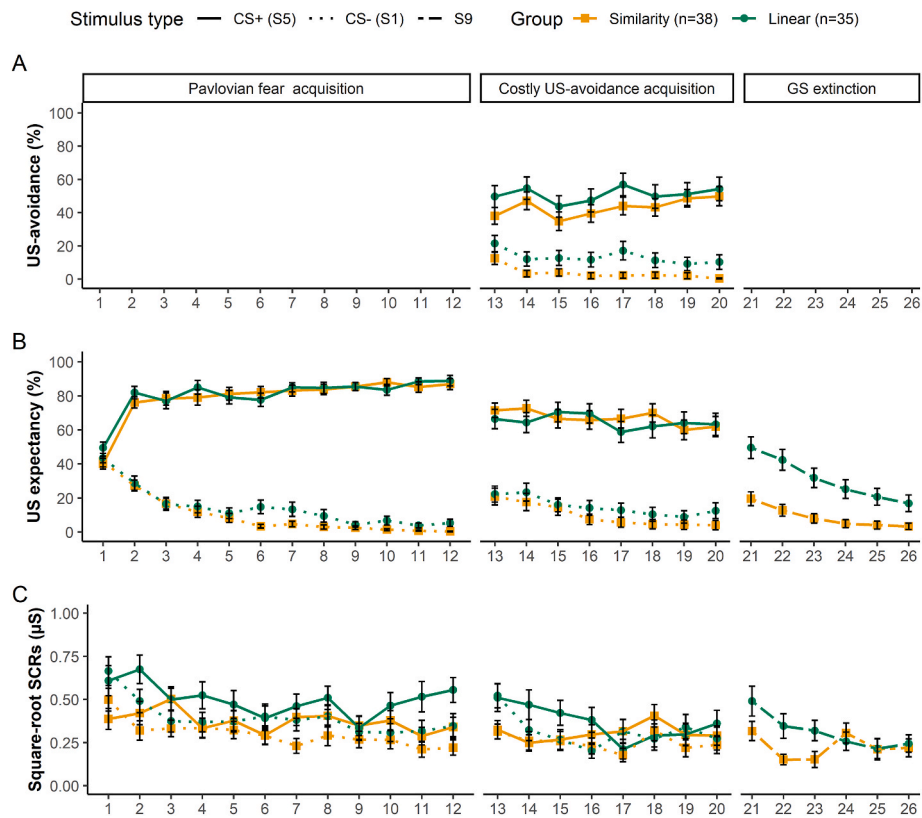 Stimulus type CS+ (S5) CS- (S1) S9 Group Similarity (n=38) Linear (n=35)
A
Pavlovian fear acquisition Costly US-avoidance acquisition GS extinction
US-avoidance (%)
100
80
60
40
20
0
1 2 3 4 5 6 7 8 9 10 11 12 13 14 15 16 17 18 19 20 21 22 23 24 25 26
B
US expectancy (%)
100
80
60
40
20
0
1 2 3 4 5 6 7 8 9 10 11 12 13 14 15 16 17 18 19 20 21 22 23 24 25 26
C
Square-root SCRs (µS)
1.00
0.75
0.50
0.25
0.00
1 2 3 4 5 6 7 8 9 10 11 12 13 14 15 16 17 18 19 20 21 22 23 24 25 26